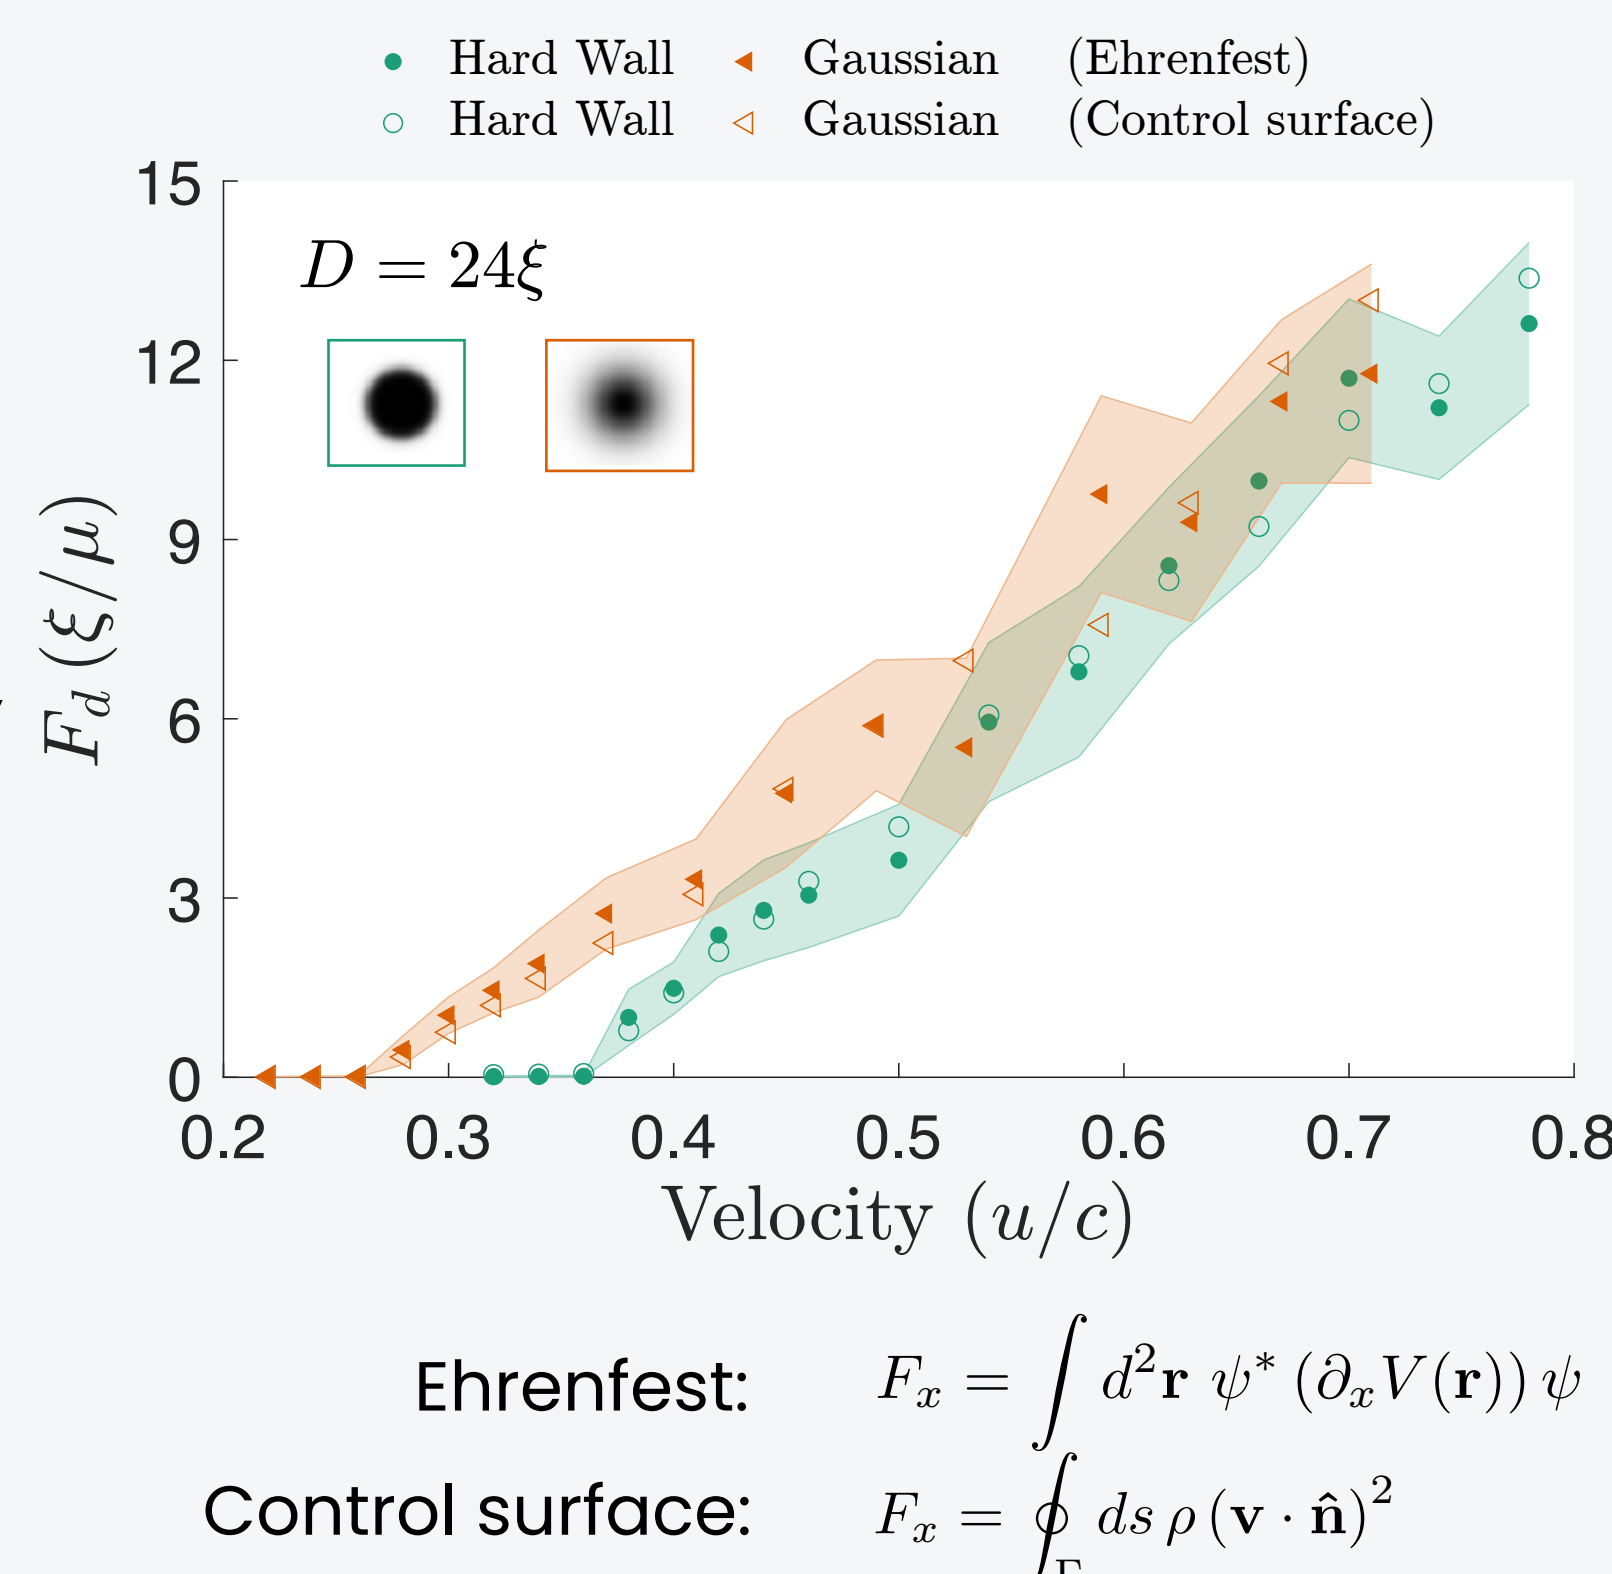 Hard Wall Gaussian (Ehrenfest)
Hard Wall Gaussian (Control surface)
15
D = 24ξ
12
9
F_d (ξ/μ)
6
3
0
0.2 0.3 0.4 0.5 0.6 0.7 0.8
Velocity (u/c)
Ehrenfest: F_x = ∫ d²𝐫 ψ* (∂_x V(𝐫)) ψ
Control surface: F_x = ∮_Γ ds ρ (𝐯 · 𝐧̂)²